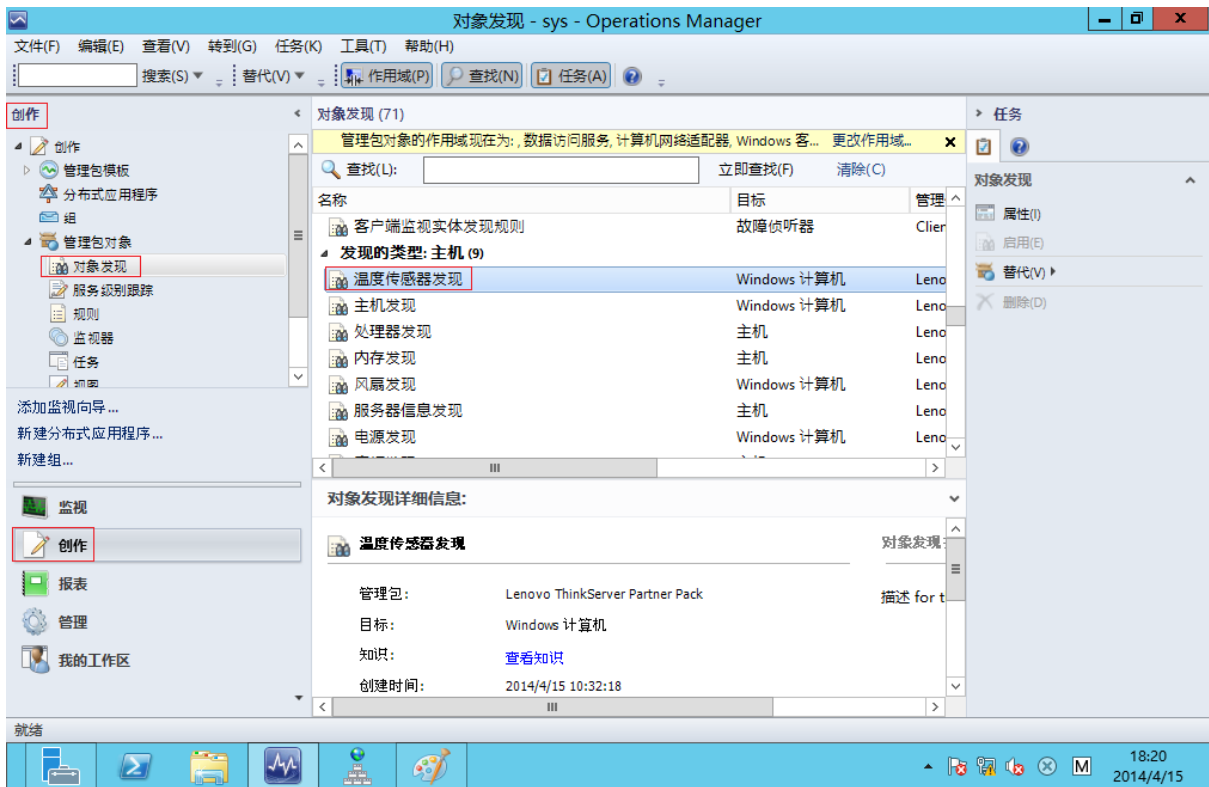 对象发现 - sys - Operations Manager
文件(F) 编辑(E) 查看(V) 转到(G) 任务(K) 工具(T) 帮助(H)
搜索(S) 替代(V) 作用域(P) 查找(N) 任务(A)
创作
创作
管理包模板
分布式应用程序
组
管理包对象
对象发现
服务级别跟踪
规则
监视器
任务
视图
添加监视向导...
新建分布式应用程序...
新建组...
监视
创作
报表
管理
我的工作区
对象发现 (71)
管理包对象的作用域现在为: , 数据访问服务, 计算机网络适配器, Windows 客... 更改作用域...
查找(L): 立即查找(F) 清除(C)
名称 目标 管理
客户端监视实体发现规则 故障侦听器 Clier
发现的类型: 主机 (9)
温度传感器发现 Windows 计算机 Leno
主机发现 Windows 计算机 Leno
处理器发现 主机 Leno
内存发现 主机 Leno
风扇发现 Windows 计算机 Leno
服务器信息发现 主机 Leno
电源发现 Windows 计算机 Leno
对象发现详细信息:
温度传感器发现 对象发现
管理包: Lenovo ThinkServer Partner Pack 描述 for t
目标: Windows 计算机
知识: 查看知识
创建时间: 2014/4/15 10:32:18
任务
对象发现
属性(I)
启用(E)
替代(V)
删除(D)
就绪
M
18:20
2014/4/15